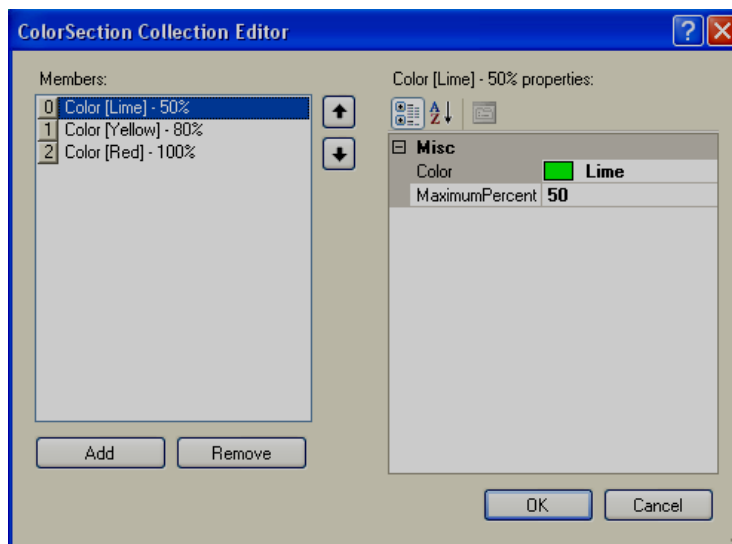 ColorSection Collection Editor
Members:
0 Color [Lime] - 50%
1 Color [Yellow] - 80%
2 Color [Red] - 100%
Add Remove
Color [Lime] - 50% properties:
Misc
Color Lime
MaximumPercent 50
OK Cancel